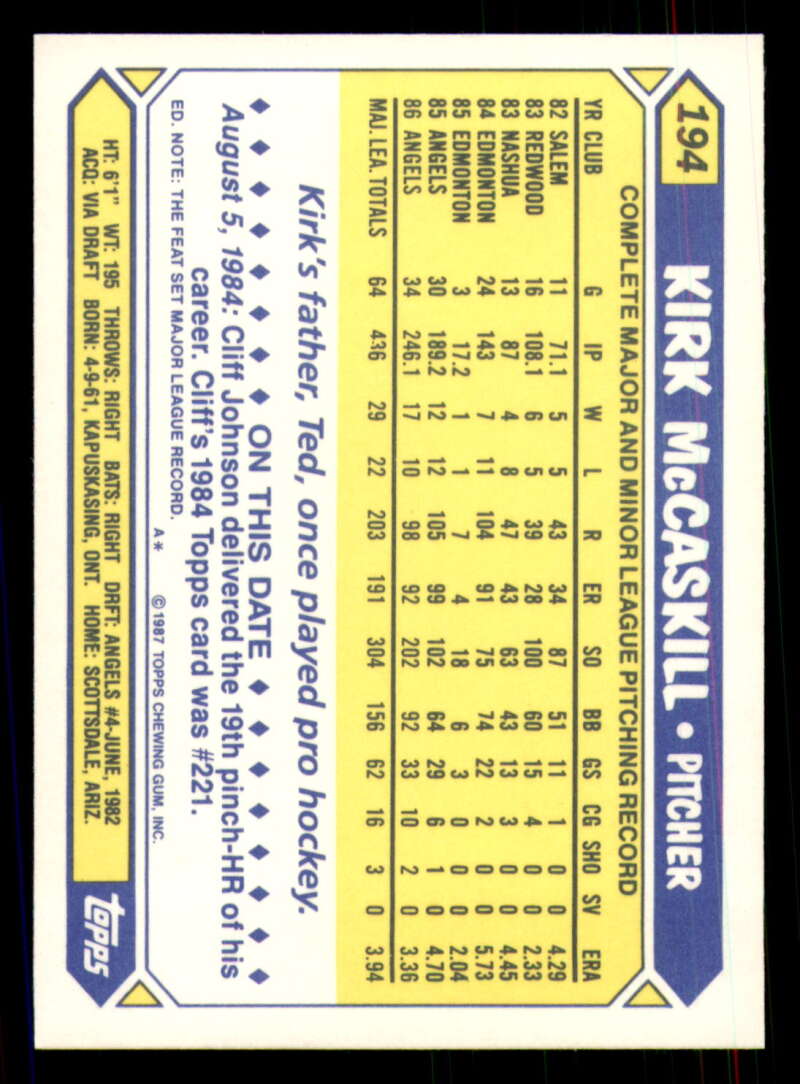 194
KIRK McCASKILL • PITCHER
COMPLETE MAJOR AND MINOR LEAGUE PITCHING RECORD
YR CLUB G IP W L R ER SO BB GS CG SHO SV ERA
82 SALEM 11 71.1 5 5 43 34 87 51 11 1 0 0 4.29
83 REDWOOD 16 108.1 6 5 39 28 100 60 15 4 0 0 2.33
83 NASHUA 13 87 4 8 47 43 63 43 13 3 0 0 4.45
84 EDMONTON 24 143 7 11 104 91 75 74 22 2 0 0 5.73
85 EDMONTON 3 17.2 1 1 7 4 18 6 3 0 0 0 2.04
85 ANGELS 30 189.2 12 12 105 99 102 64 29 6 1 0 4.70
86 ANGELS 34 246.1 17 10 98 92 202 92 33 10 2 0 3.36
MAJ. LEA. TOTALS 64 436 29 22 203 191 304 156 62 16 3 0 3.94
Kirk's father, Ted, once played pro hockey.
◆ ◆ ◆ ◆ ◆ ◆ ◆ ◆ ON THIS DATE ◆ ◆ ◆ ◆ ◆ ◆ ◆ ◆
August 5, 1984: Cliff Johnson delivered the 19th pinch-HR of his
career. Cliff's 1984 Topps card was #221.
ED. NOTE: THE FEAT SET MAJOR LEAGUE RECORD.
A* ©1987 TOPPS CHEWING GUM, INC.
HT: 6'1" WT: 195 THROWS: RIGHT BATS: RIGHT DRFT: ANGELS #4-JUNE, 1982
ACQ: VIA DRAFT BORN: 4-9-61, KAPUSKASING, ONT. HOME: SCOTTSDALE, ARIZ.
topps